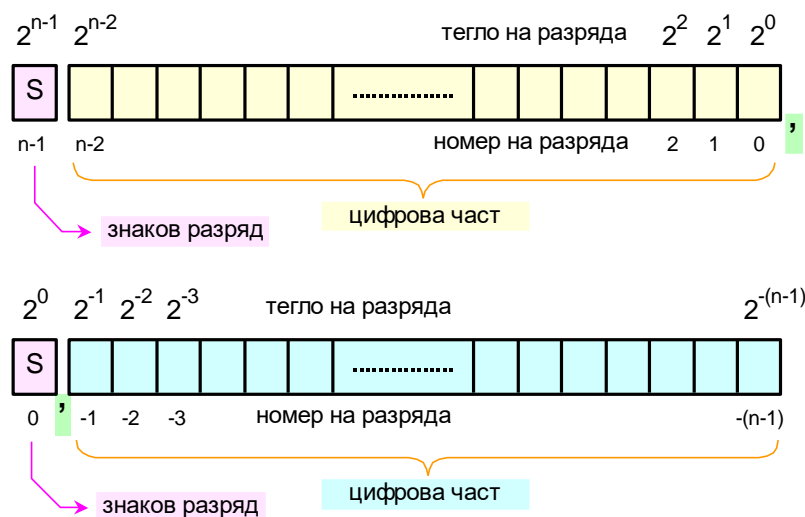 2^n-1 2^n-2 тегло на разряда 2^2 2^1 2^0
S ...............
n-1 n-2 номер на разряда 2 1 0 ,
цифрова част
знаков разряд
2^0 2^-1 2^-2 2^-3 тегло на разряда 2^-(n-1)
S ...............
0 , -1 -2 -3 номер на разряда -(n-1)
цифрова част
знаков разряд